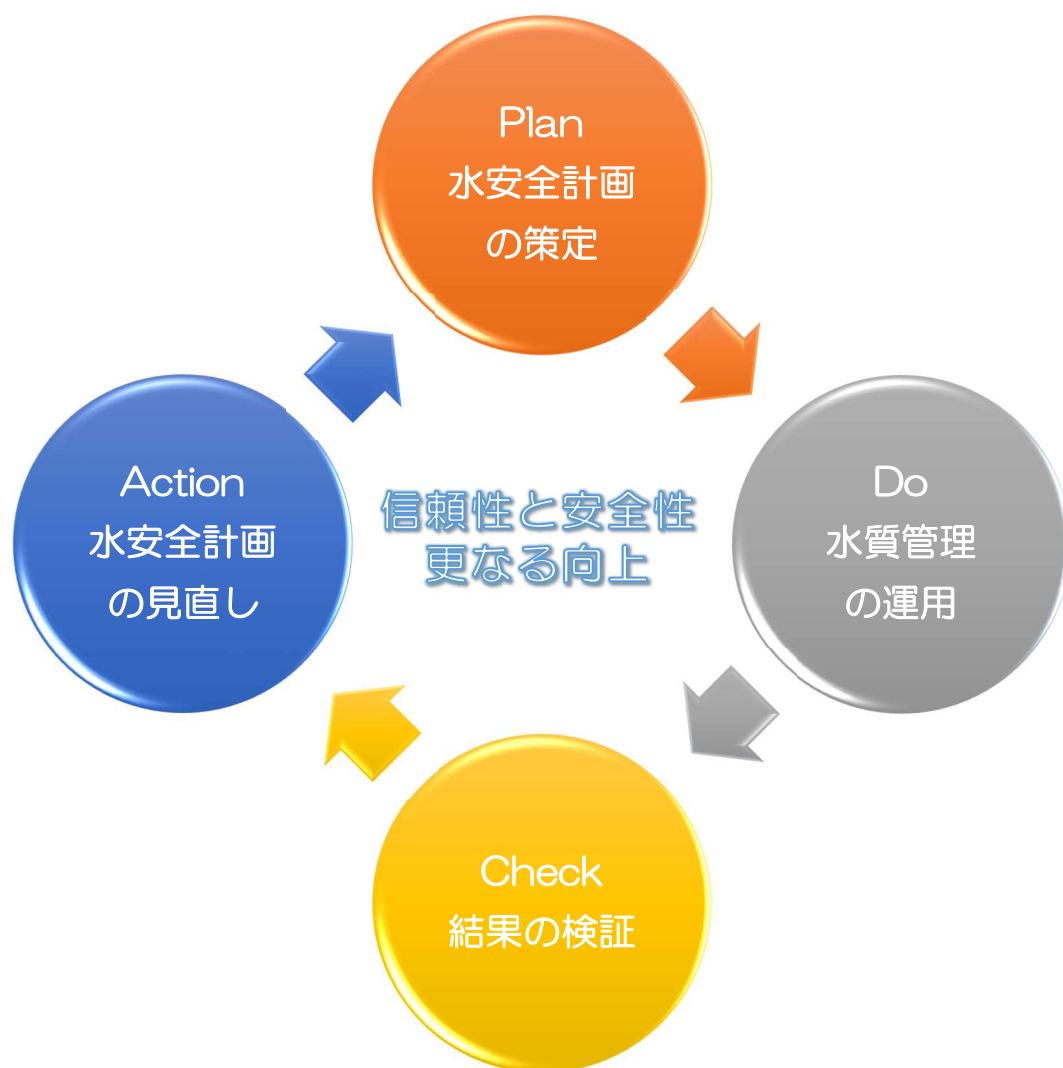 Plan
水安全計画
の策定
Do
水質管理
の運用
Check
結果の検証
Action
水安全計画
の見直し
信頼性と安全性
更なる向上